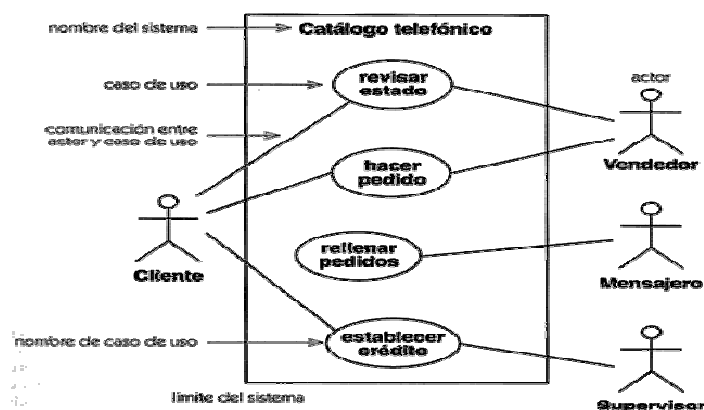 nombre del sistema
Catálogo telefónico
caso de uso
revisar
estado
actor
comunicación entre
actor y caso de uso
hacer
pedido
Vendedor
Cliente
rellenar
pedidos
Mensajero
nombre de caso de uso
establecer
crédito
límite del sistema
Supervisor